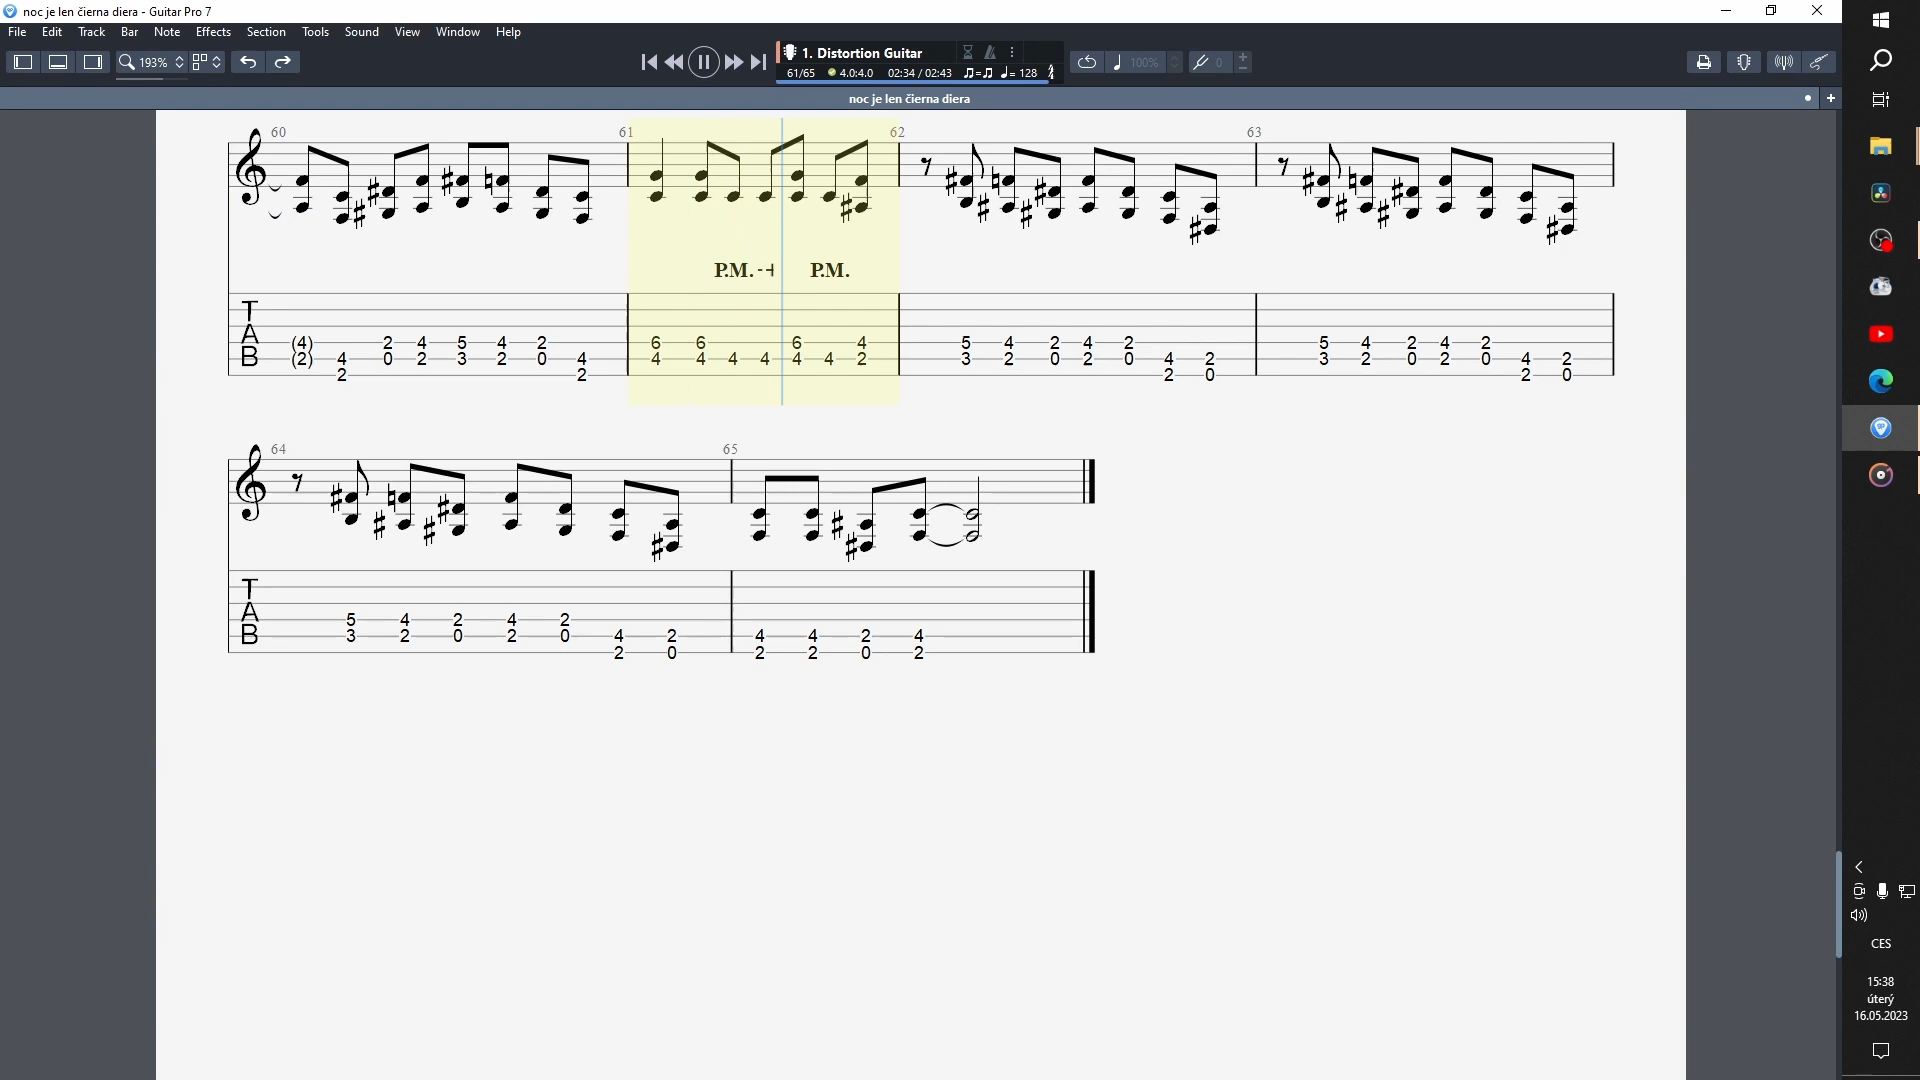 noc je len čierna diera - Guitar Pro 7
File Edit Track Bar Note Effects Section Tools Sound View Window Help
193%
1. Distortion Guitar
61/65 4.0:4.0 02:34 / 02:43 ♫=♫ ♩= 128
100%
0
noc je len čierna diera
60 61 62 63
P.M. P.M.
T
A
B
(4) 2 4 5 4 2 6 6 6 4 5 4 2 4 2 5 4 2 4 2
(2) 4 0 2 3 2 0 4 4 4 4 4 4 4 2 3 2 0 2 0 4 2 3 2 0 2 0 4 2
2 2 2 0 2 0
64 65
T
A
B
5 4 2 4 2
3 2 0 2 0 4 2 4 4 2 4
2 0 2 2 0 2
CES
15:38
úterý
16.05.2023